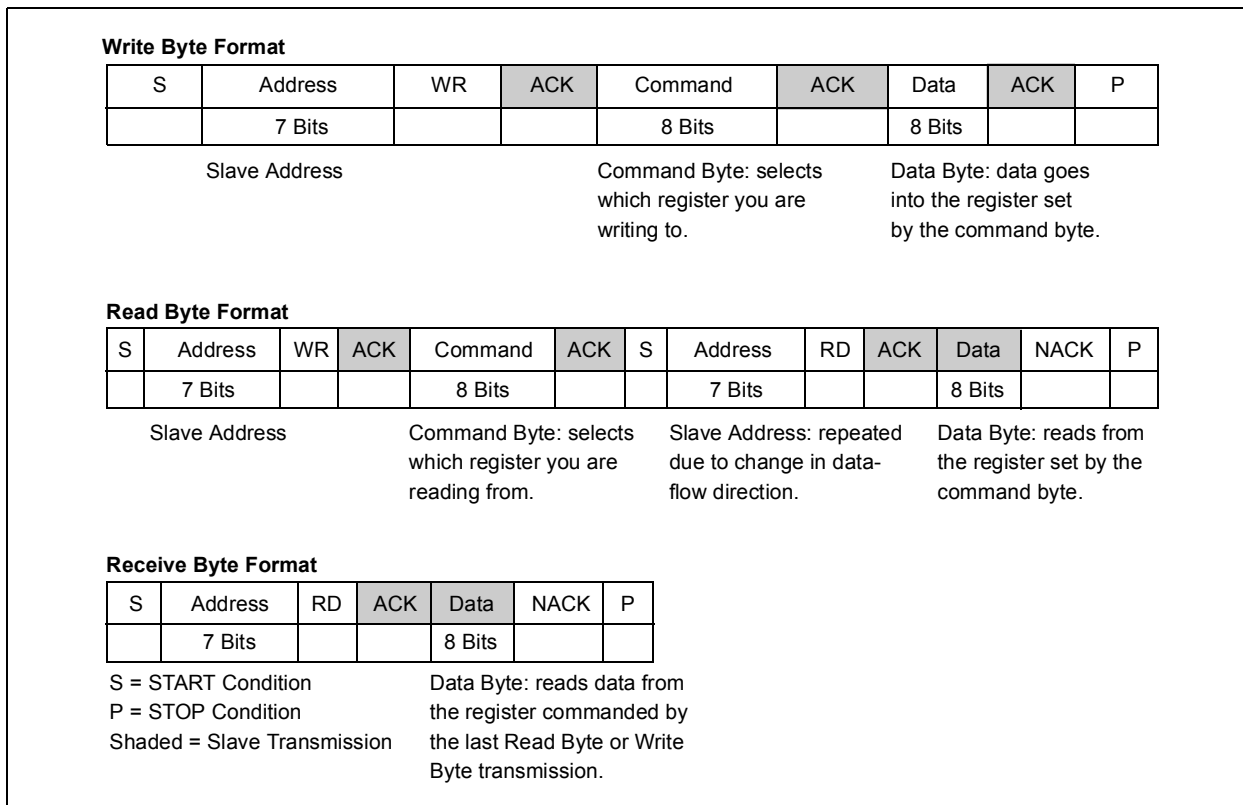 Write Byte Format
S Address WR ACK Command ACK Data ACK P
7 Bits 8 Bits 8 Bits
Slave Address
Command Byte: selects
which register you are
writing to.
Data Byte: data goes
into the register set
by the command byte.
Read Byte Format
S Address WR ACK Command ACK S Address RD ACK Data NACK P
7 Bits 8 Bits 7 Bits 8 Bits
Slave Address
Command Byte: selects
which register you are
reading from.
Slave Address: repeated
due to change in data-
flow direction.
Data Byte: reads from
the register set by the
command byte.
Receive Byte Format
S Address RD ACK Data NACK P
7 Bits 8 Bits
S = START Condition
P = STOP Condition
Shaded = Slave Transmission
Data Byte: reads data from
the register commanded by
the last Read Byte or Write
Byte transmission.